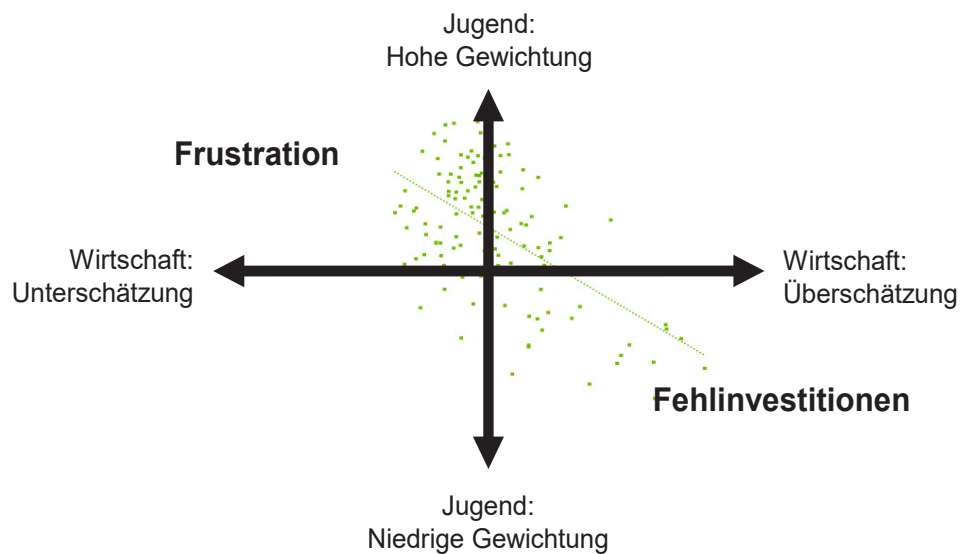 Jugend:
Hohe Gewichtung
Frustration
Wirtschaft:
Unterschätzung
Wirtschaft:
Überschätzung
Fehlinvestitionen
Jugend:
Niedrige Gewichtung